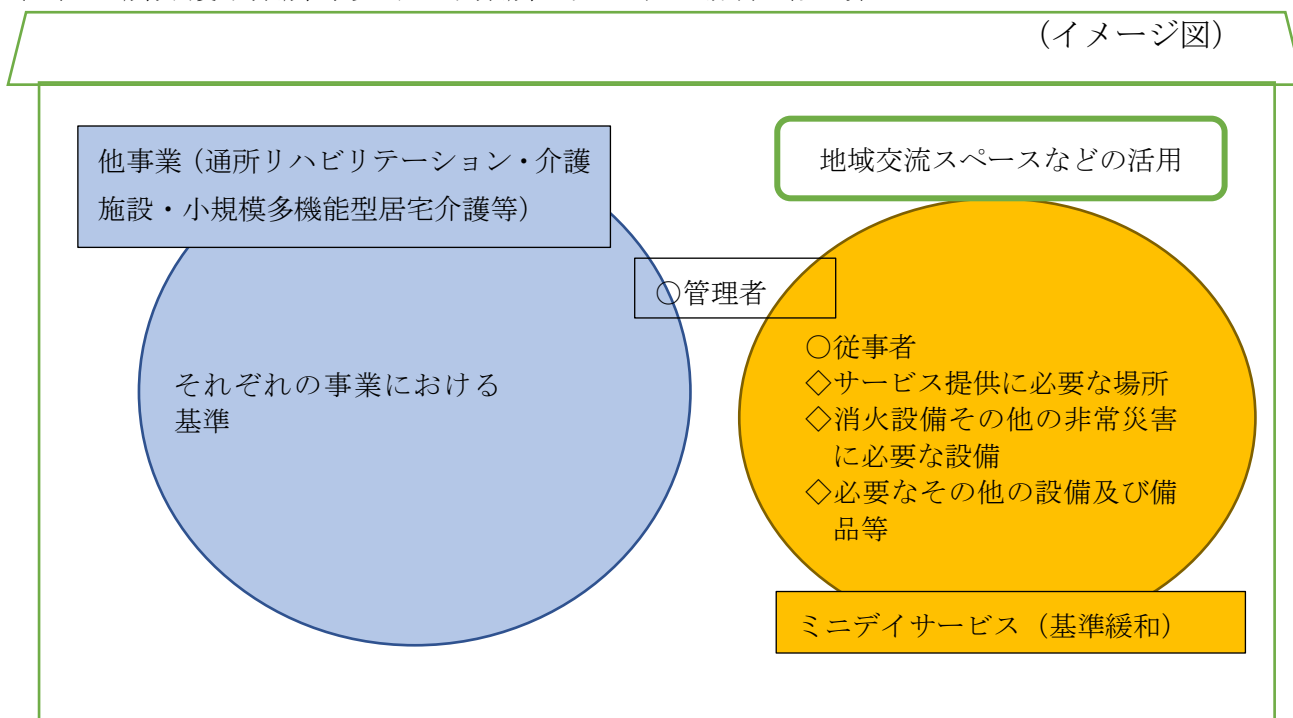 (イメージ図)
他事業（通所リハビリテーション・介護
施設・小規模多機能型居宅介護等）
地域交流スペースなどの活用
○管理者
それぞれの事業における
基準
○従事者
◇サービス提供に必要な場所
◇消火設備その他の非常災害
に必要な設備
◇必要なその他の設備及び備
品等
ミニデイサービス（基準緩和）